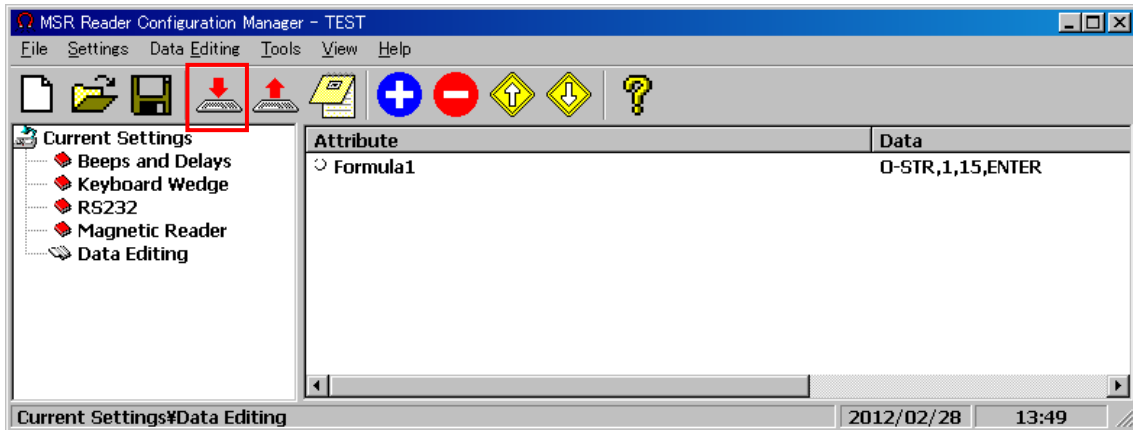 MSR Reader Configuration Manager - TEST
File Settings Data Editing Tools View Help
Current Settings
Beeps and Delays
Keyboard Wedge
RS232
Magnetic Reader
Data Editing
Attribute Data
Formula1 O-STR,1,15,ENTER
Current Settings¥Data Editing 2012/02/28 13:49